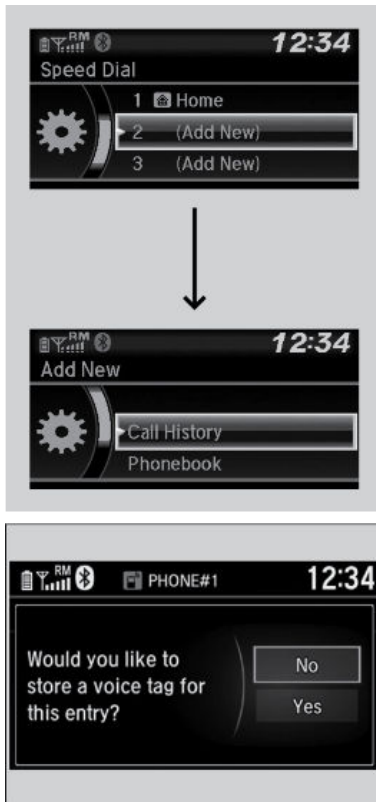 RM 12:34
Speed Dial
1 Home
2 (Add New)
3 (Add New)
RM 12:34
Add New
Call History
Phonebook
RM PHONE#1 12:34
Would you like to
store a voice tag for
this entry?
No
Yes